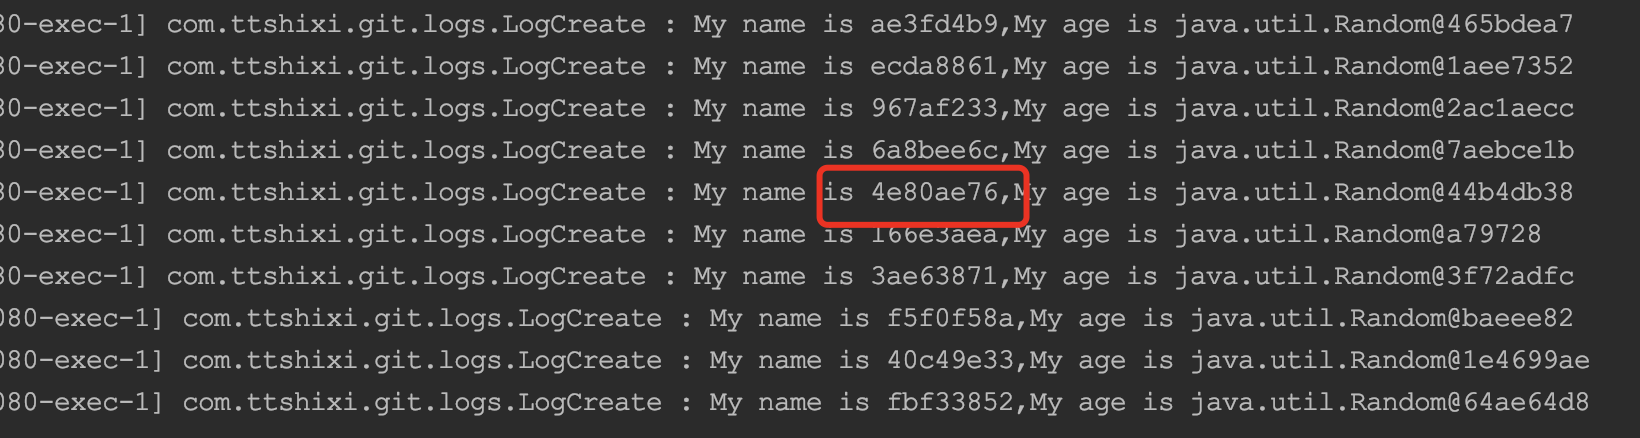 30-exec-1] com.ttshixi.git.logs.LogCreate : My name is ae3fd4b9,My age is java.util.Random@465bdea7
30-exec-1] com.ttshixi.git.logs.LogCreate : My name is ecda8861,My age is java.util.Random@1aee7352
30-exec-1] com.ttshixi.git.logs.LogCreate : My name is 967af233,My age is java.util.Random@2ac1aecc
30-exec-1] com.ttshixi.git.logs.LogCreate : My name is 6a8bee6c,My age is java.util.Random@7aebce1b
30-exec-1] com.ttshixi.git.logs.LogCreate : My name is 4e80ae76,My age is java.util.Random@44b4db38
30-exec-1] com.ttshixi.git.logs.LogCreate : My name is 166e3aea,My age is java.util.Random@a79728
30-exec-1] com.ttshixi.git.logs.LogCreate : My name is 3ae63871,My age is java.util.Random@3f72adfc
080-exec-1] com.ttshixi.git.logs.LogCreate : My name is f5f0f58a,My age is java.util.Random@baeee82
080-exec-1] com.ttshixi.git.logs.LogCreate : My name is 40c49e33,My age is java.util.Random@1e4699ae
080-exec-1] com.ttshixi.git.logs.LogCreate : My name is fbf33852,My age is java.util.Random@64ae64d8